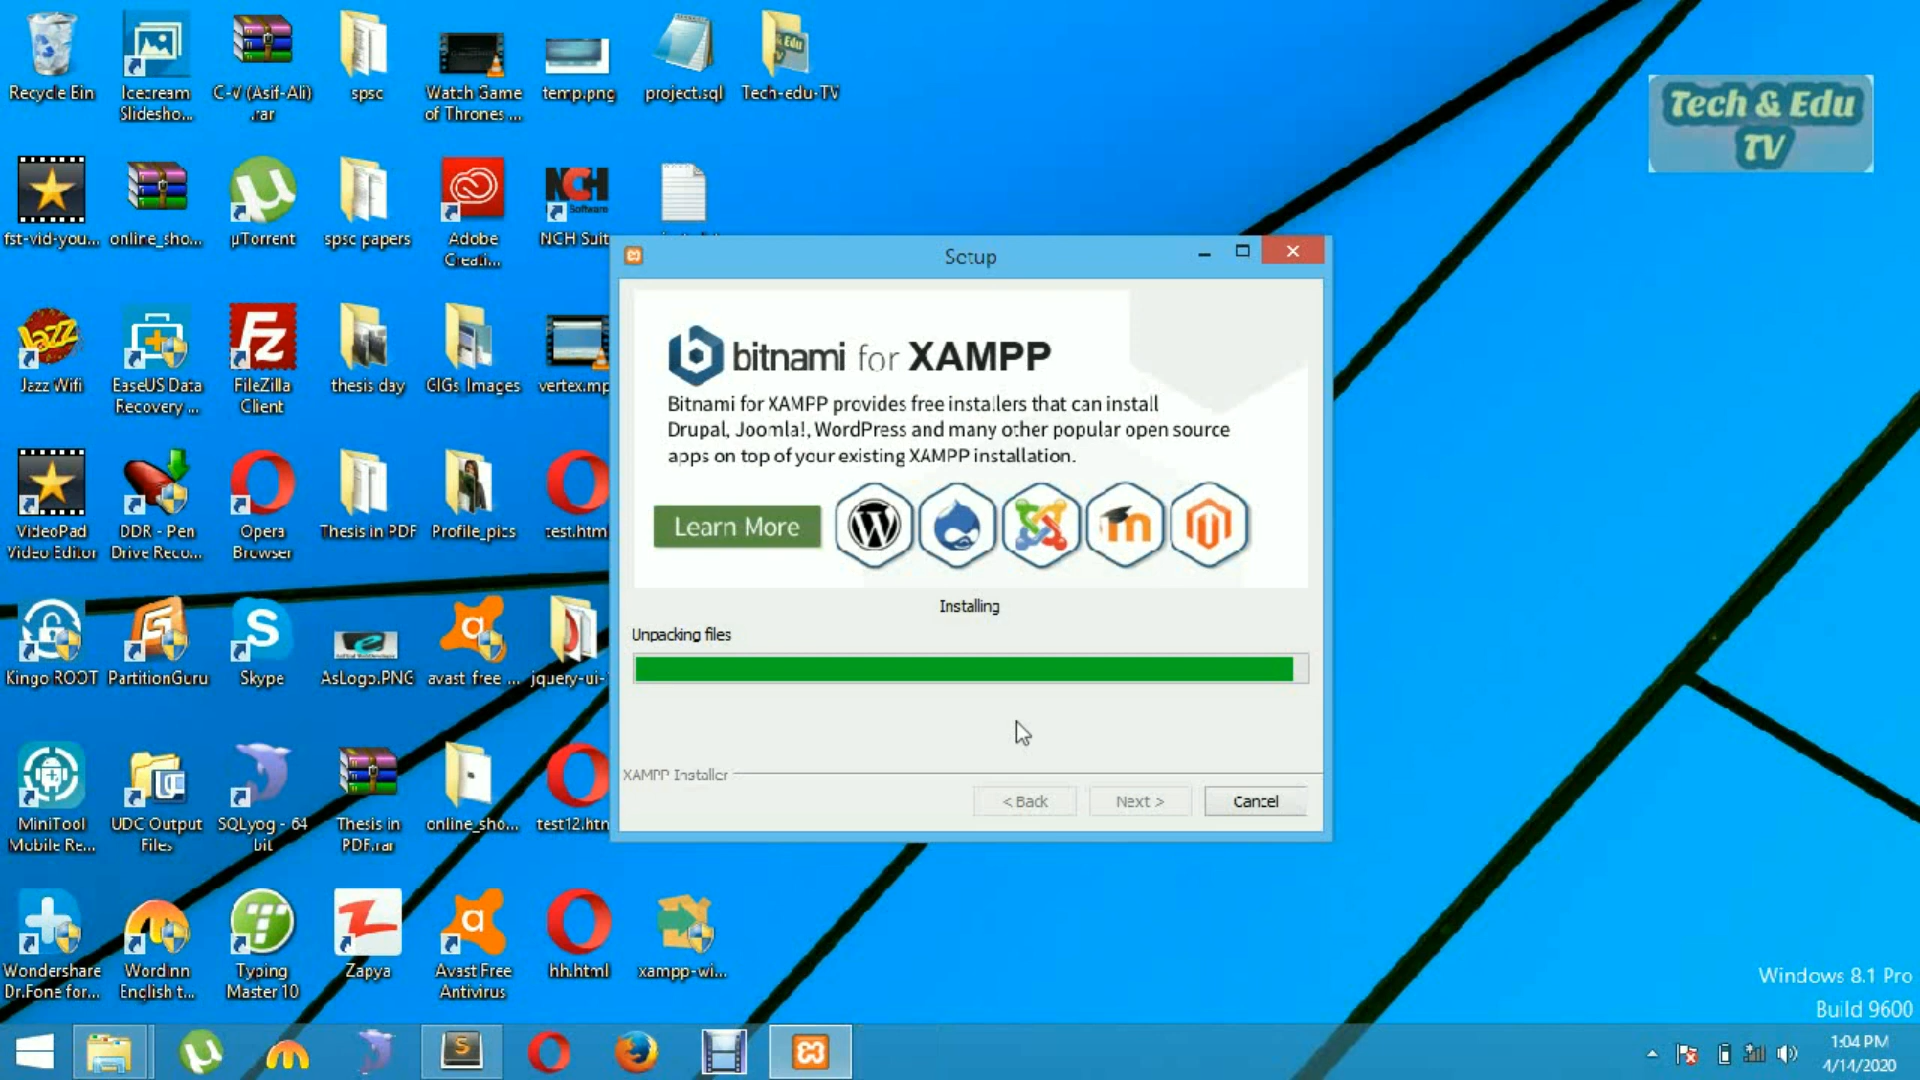 Recycle Bin
Icecream
Slidesho...
C-V (Asif-Ali)
.rar
spsc
Watch Game
of Thrones ...
temp.png
project.sql
Tech-edu-TV
Tech & Edu
TV
fst-vid-you...
online_sho...
µTorrent
spsc papers
Adobe
Creati...
NCH
Software
NCH Suit
Setup
Jazz Wifi
EaseUS Data
Recovery ...
FileZilla
Client
thesis day
GIGs Images
vertex.mp
bitnami for XAMPP
Bitnami for XAMPP provides free installers that can install
Drupal, Joomla!, WordPress and many other popular open source
apps on top of your existing XAMPP installation.
Learn More
VideoPad
Video Editor
DDR - Pen
Drive Reco...
Opera
Browser
Thesis in PDF
Profile_pics
test.htm
Installing
Unpacking files
Kingo ROOT
PartitionGuru
Skype
AsLogo.PNG
avast free ...
jquery-ui-
XAMPP Installer
< Back
Next >
Cancel
MiniTool
Mobile Re...
UDC Output
Files
SQLyog - 64
bit
Thesis in
PDF.rar
online_sho...
test12.htm
Wondershare
Dr.Fone for...
Wordinn
English t...
Typing
Master 10
Zapya
Avast Free
Antivirus
hh.html
xampp-wi...
Windows 8.1 Pro
Build 9600
1:04 PM
4/14/2020